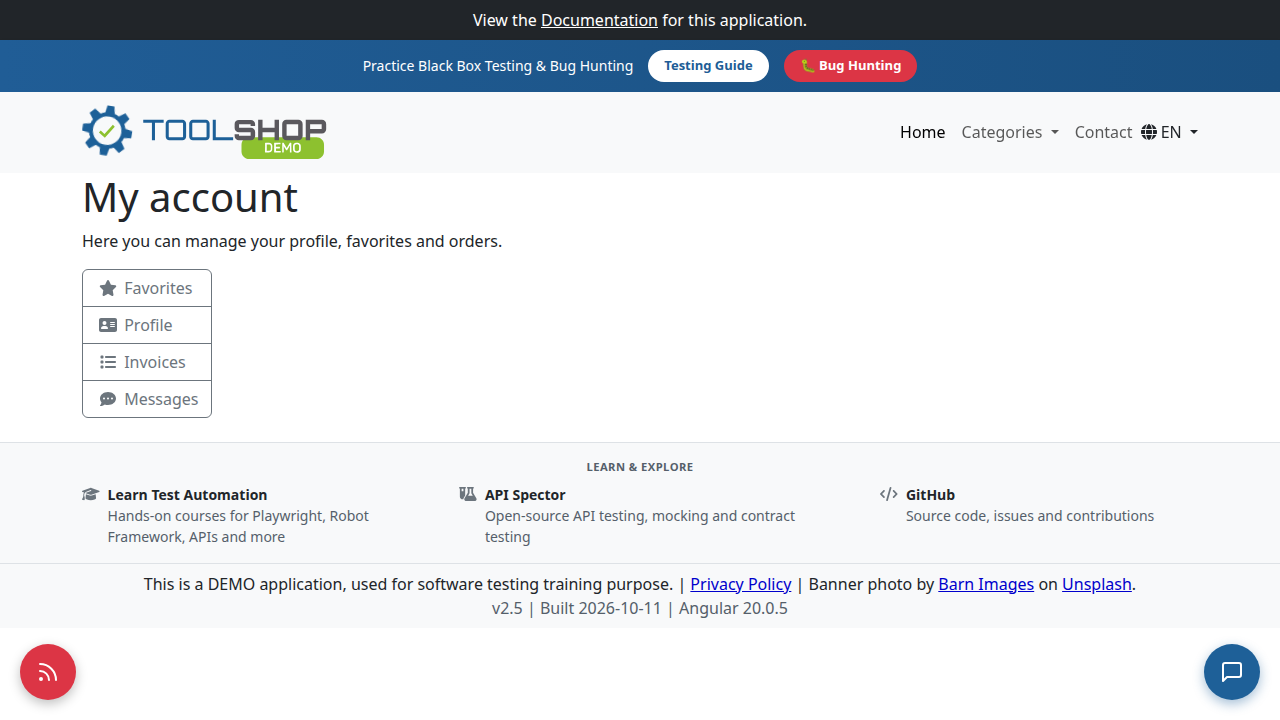 View the Documentation for this application.
Practice Black Box Testing & Bug Hunting Testing Guide Bug Hunting
TOOLSHOP DEMO Home Categories Contact EN
My account
Here you can manage your profile, favorites and orders.
Favorites
Profile
Invoices
Messages
LEARN & EXPLORE
Learn Test Automation
Hands-on courses for Playwright, Robot
Framework, APIs and more
API Spector
Open-source API testing, mocking and contract
testing
GitHub
Source code, issues and contributions
This is a DEMO application, used for software testing training purpose. | Privacy Policy | Banner photo by Barn Images on Unsplash.
v2.5 | Built 2026-10-11 | Angular 20.0.5